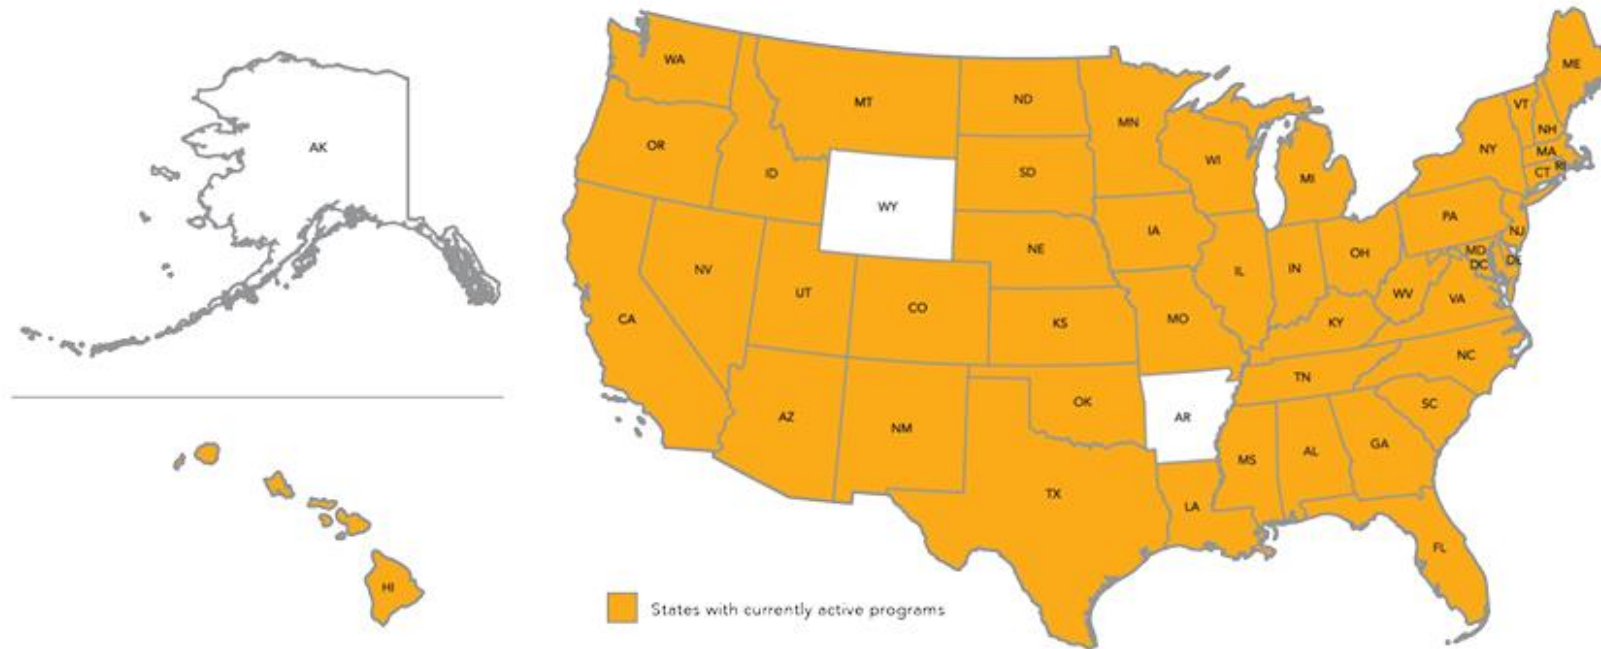 WA
MT
ND
MN
ME
VT
NH
AK
OR
ID
SD
WI
NY
MA
RI
CT
MI
WY
PA
IA
NE
NJ
OH
MD
DC
DE
NV
UT
IL
IN
WV
VA
CA
CO
KS
MO
KY
NC
TN
OK
AZ
NM
AR
SC
GA
MS
AL
TX
LA
FL
HI
States with currently active programs